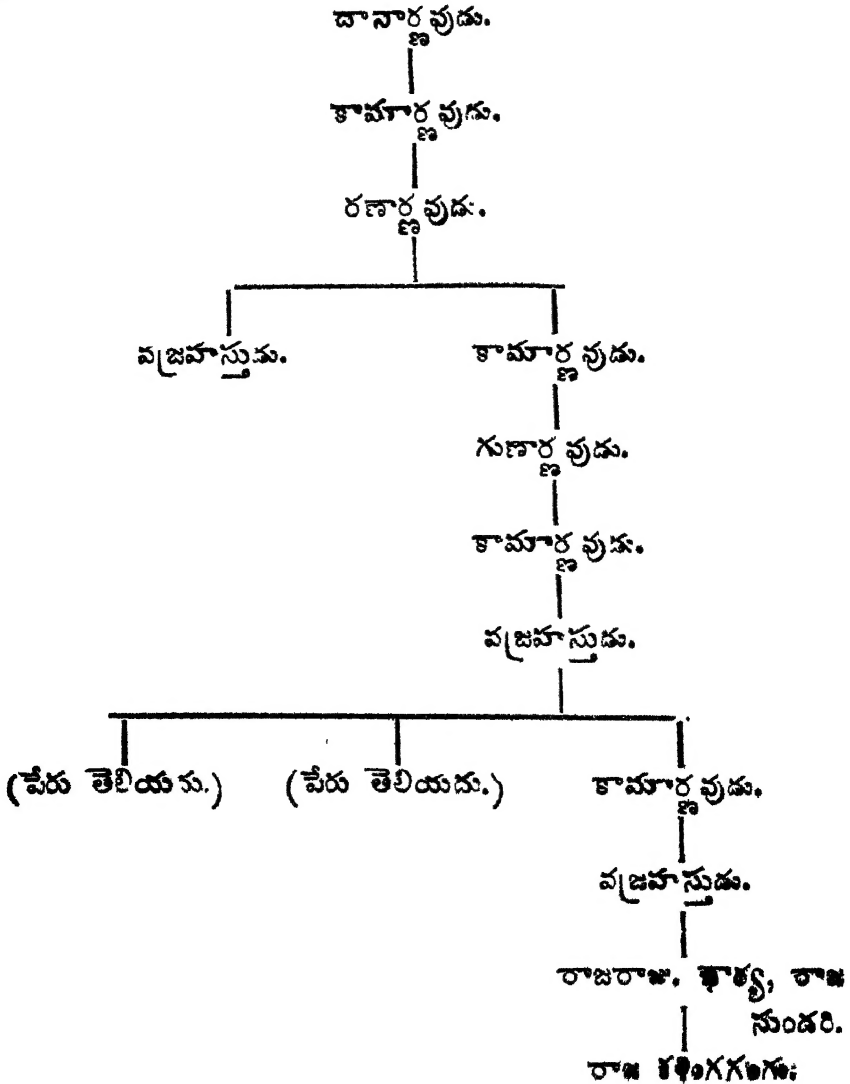 దానార్ణవుడు.
కామార్ణవుడు.
రణార్ణవుడు.
వజ్రహస్తుడు. కామార్ణవుడు.
గుణార్ణవుడు.
కామార్ణవుడు.
వజ్రహస్తుడు.
(పేరు తెలియదు.) (పేరు తెలియదు.) కామార్ణవుడు.
వజ్రహస్తుడు.
రాజరాజు. భార్య, రాజ
సుందరి.
రాజ